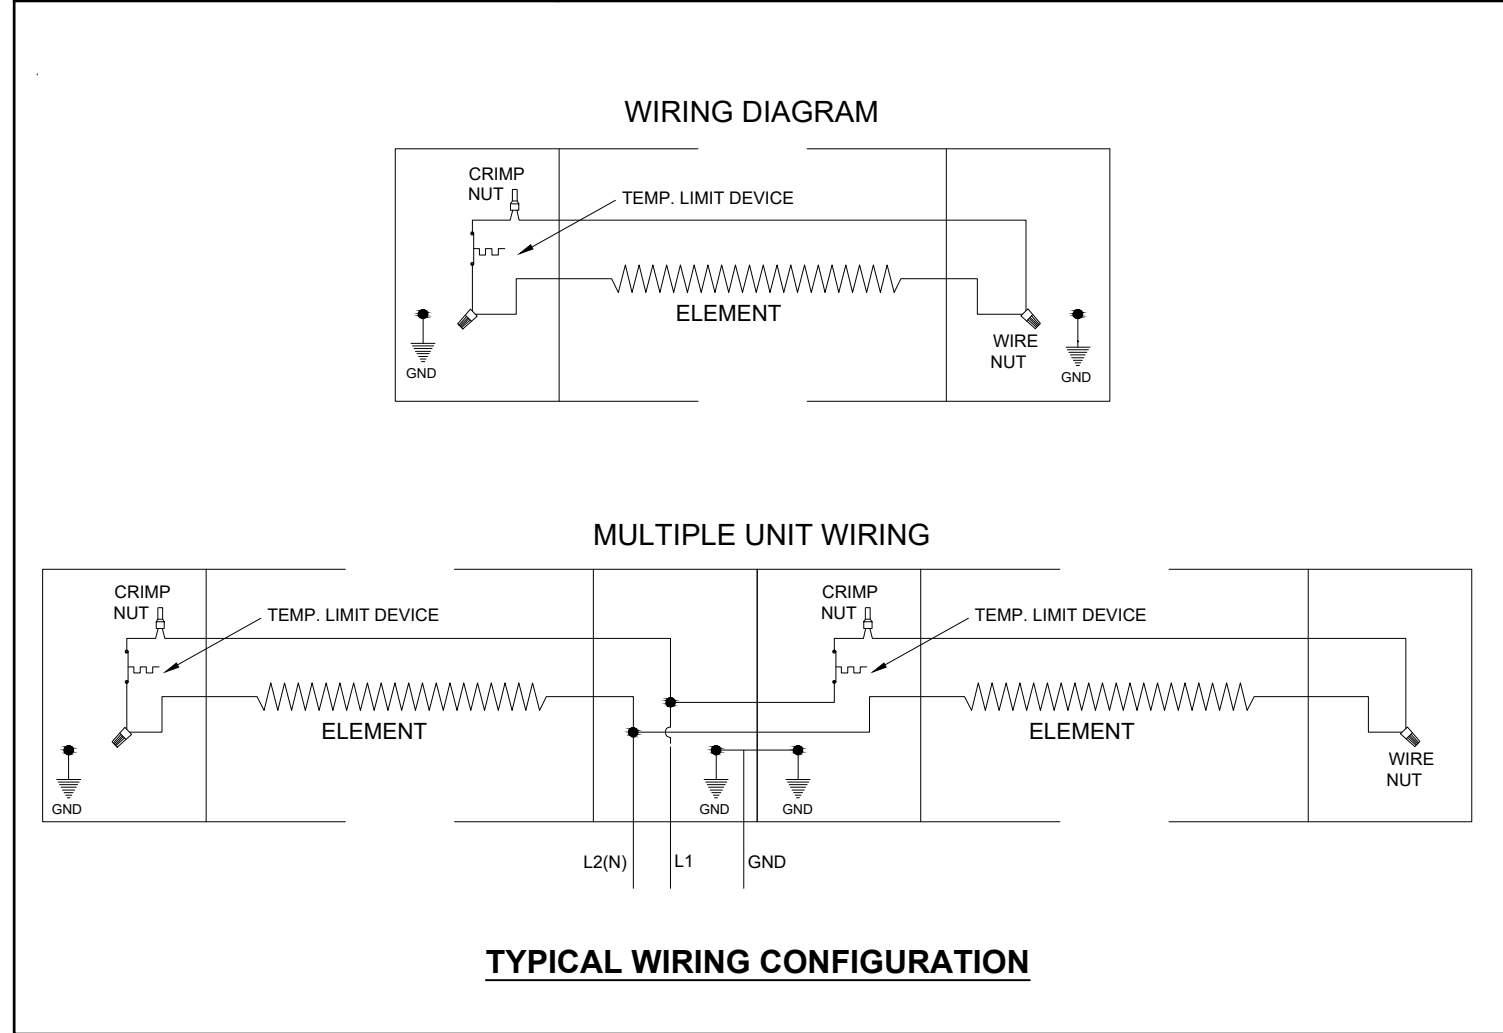 WIRING DIAGRAM
CRIMP
NUT
TEMP. LIMIT DEVICE
ELEMENT
GND
WIRE
NUT
GND
MULTIPLE UNIT WIRING
CRIMP
NUT
TEMP. LIMIT DEVICE
ELEMENT
GND
GND
CRIMP
NUT
TEMP. LIMIT DEVICE
ELEMENT
GND
WIRE
NUT
L2(N)
L1
GND
TYPICAL WIRING CONFIGURATION